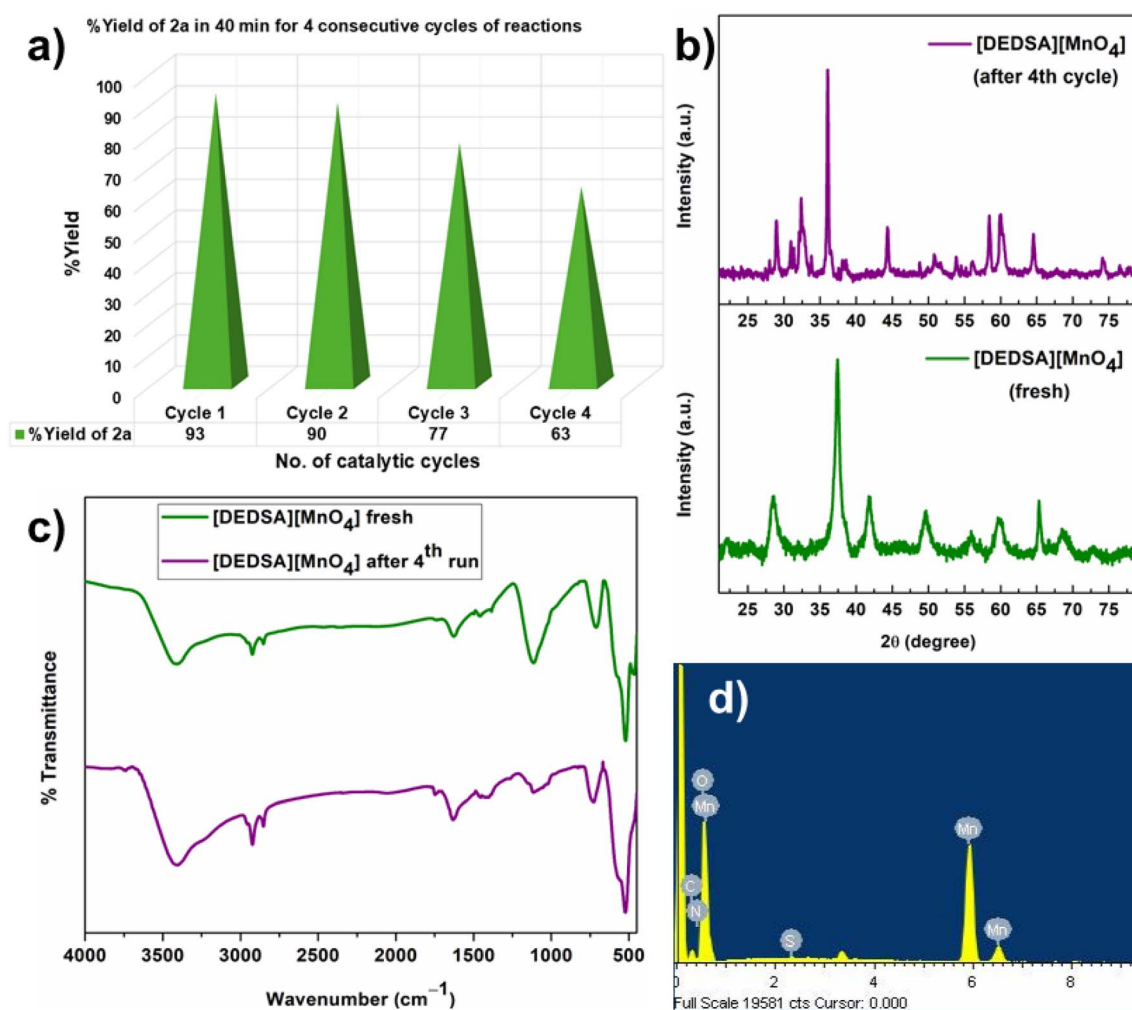 a)
%Yield of 2a in 40 min for 4 consecutive cycles of reactions
%Yield
100
90
80
70
60
50
40
30
20
10
0
Cycle 1 Cycle 2 Cycle 3 Cycle 4
%Yield of 2a 93 90 77 63
No. of catalytic cycles
b)
[DEDSA][MnO₄]
(after 4th cycle)
Intensity (a.u.)
25 30 35 40 45 50 55 60 65 70 75
[DEDSA][MnO₄]
(fresh)
Intensity (a.u.)
25 30 35 40 45 50 55 60 65 70 75
2θ (degree)
c)
[DEDSA][MnO₄] fresh
[DEDSA][MnO₄] after 4ᵗʰ run
% Transmittance
4000 3500 3000 2500 2000 1500 1000 500
Wavenumber (cm⁻¹)
d)
O
Mn
C
N
S
Mn
Mn
0 2 4 6 8
Full Scale 19581 cts Cursor: 0.000